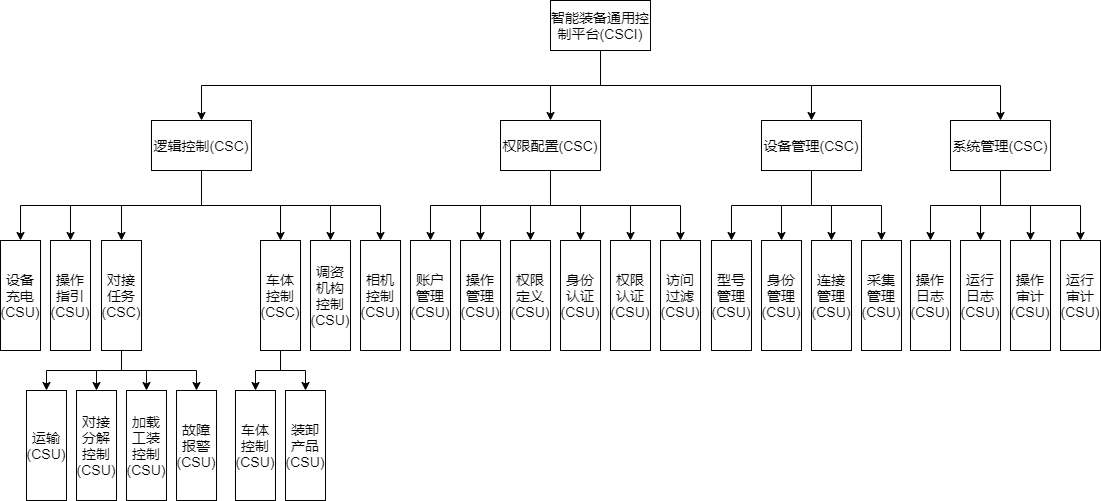 智能装备通用控
制平台(CSCI)
逻辑控制(CSC)
权限配置(CSC)
设备管理(CSC)
系统管理(CSC)
设备
充电
(CSU)
操作
指引
(CSU)
对接
任务
(CSC)
车体
控制
(CSC)
调资
机构
控制
(CSU)
相机
控制
(CSU)
账户
管理
(CSU)
操作
管理
(CSU)
权限
定义
(CSU)
身份
认证
(CSU)
权限
认证
(CSU)
访问
过滤
(CSU)
型号
管理
(CSU)
身份
管理
(CSU)
连接
管理
(CSU)
采集
管理
(CSU)
操作
日志
(CSU)
运行
日志
(CSU)
操作
审计
(CSU)
运行
审计
(CSU)
运输
(CSU)
对接
分解
控制
(CSU)
加载
工装
控制
(CSU)
故障
报警
(CSU)
车体
控制
(CSU)
装卸
产品
(CSU)